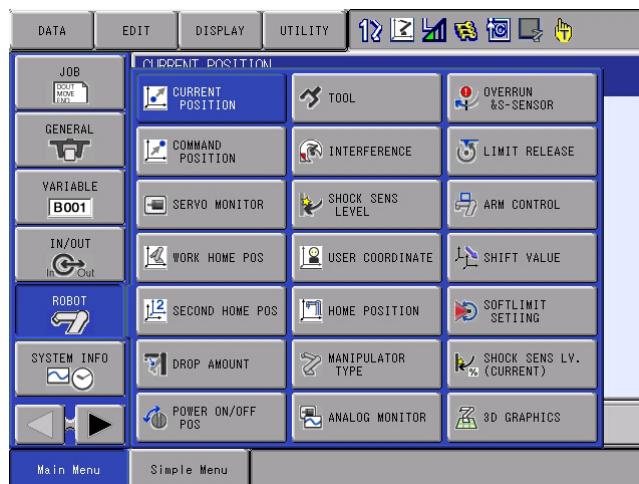 DATA
EDIT
DISPLAY
UTILITY
CURRENT POSITION
JOB
DOUT
MOVE
END
GENERAL
VARIABLE
B001
IN/OUT
In
Out
ROBOT
SYSTEM INFO
CURRENT
POSITION
TOOL
OVERRUN
&S-SENSOR
COMMAND
POSITION
INTERFERENCE
LIMIT RELEASE
SERVO MONITOR
SHOCK SENS
LEVEL
ARM CONTROL
WORK HOME POS
USER COORDINATE
SHIFT VALUE
SECOND HOME POS
HOME POSITION
SOFTLIMIT
SETIING
DROP AMOUNT
MANIPULATOR
TYPE
SHOCK SENS LV.
(CURRENT)
POWER ON/OFF
POS
ANALOG MONITOR
3D GRAPHICS
Main Menu
Simple Menu